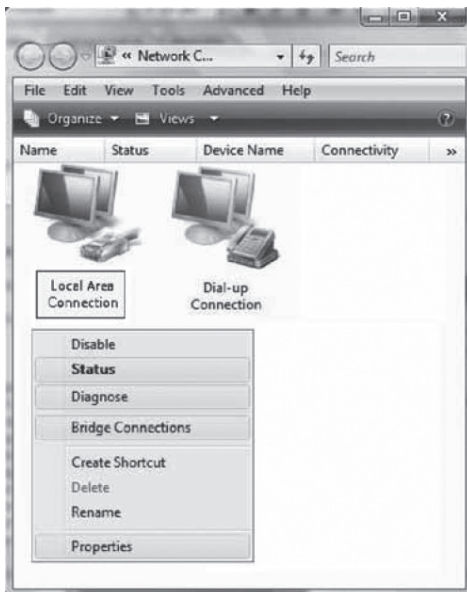 « Network C...
Search
File Edit View Tools Advanced Help
Organize Views
Name Status Device Name Connectivity »
Local Area
Connection
Dial-up
Connection
Disable
Status
Diagnose
Bridge Connections
Create Shortcut
Delete
Rename
Properties